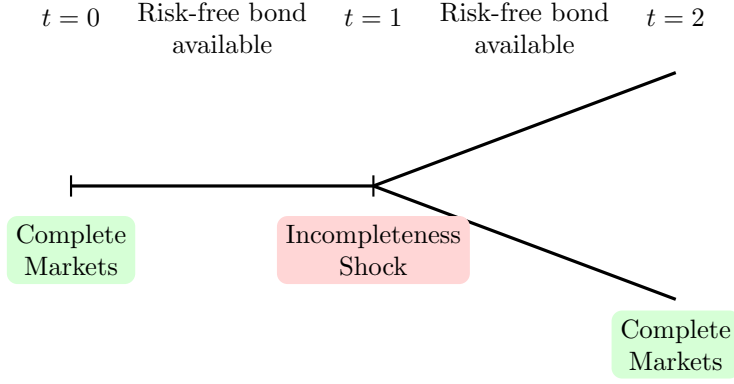 t = 0
Risk-free bond
available
t = 1
Risk-free bond
available
t = 2
Complete
Markets
Incompleteness
Shock
Complete
Markets